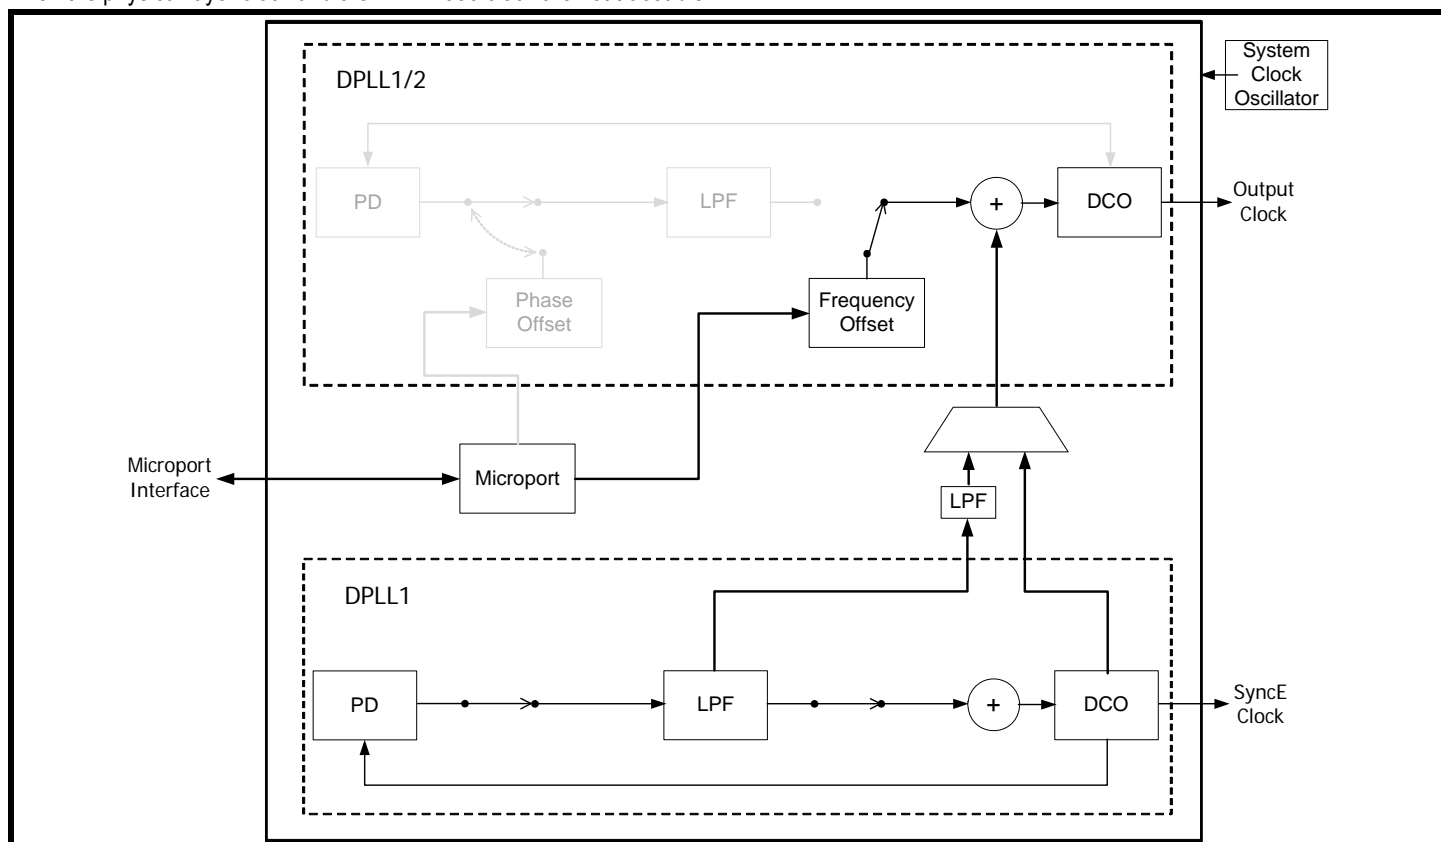 System
Clock
Oscillator
DPLL1/2
PD
LPF
+
DCO
Output
Clock
Phase
Offset
Frequency
Offset
Microport
Interface
Microport
LPF
DPLL1
PD
LPF
+
DCO
SyncE
Clock